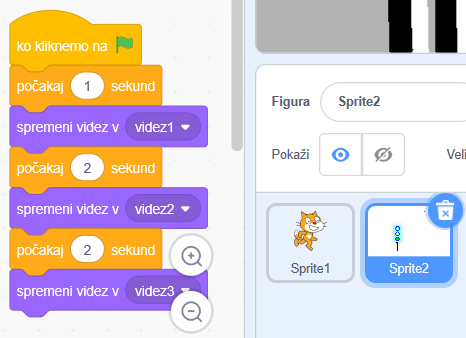 ko kliknemo na
počakaj 1 sekund
spremeni videz v videz1
počakaj 2 sekund
spremeni videz v videz2
počakaj 2 sekund
spremeni videz v videz3
Figura Sprite2
Pokaži Veli
Sprite1 Sprite2